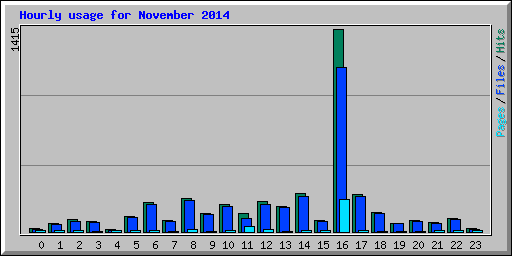 Hourly usage for November 2014
1415
Pages/Files/Hits
0 1 2 3 4 5 6 7 8 9 10 11 12 13 14 15 16 17 18 19 20 21 22 23